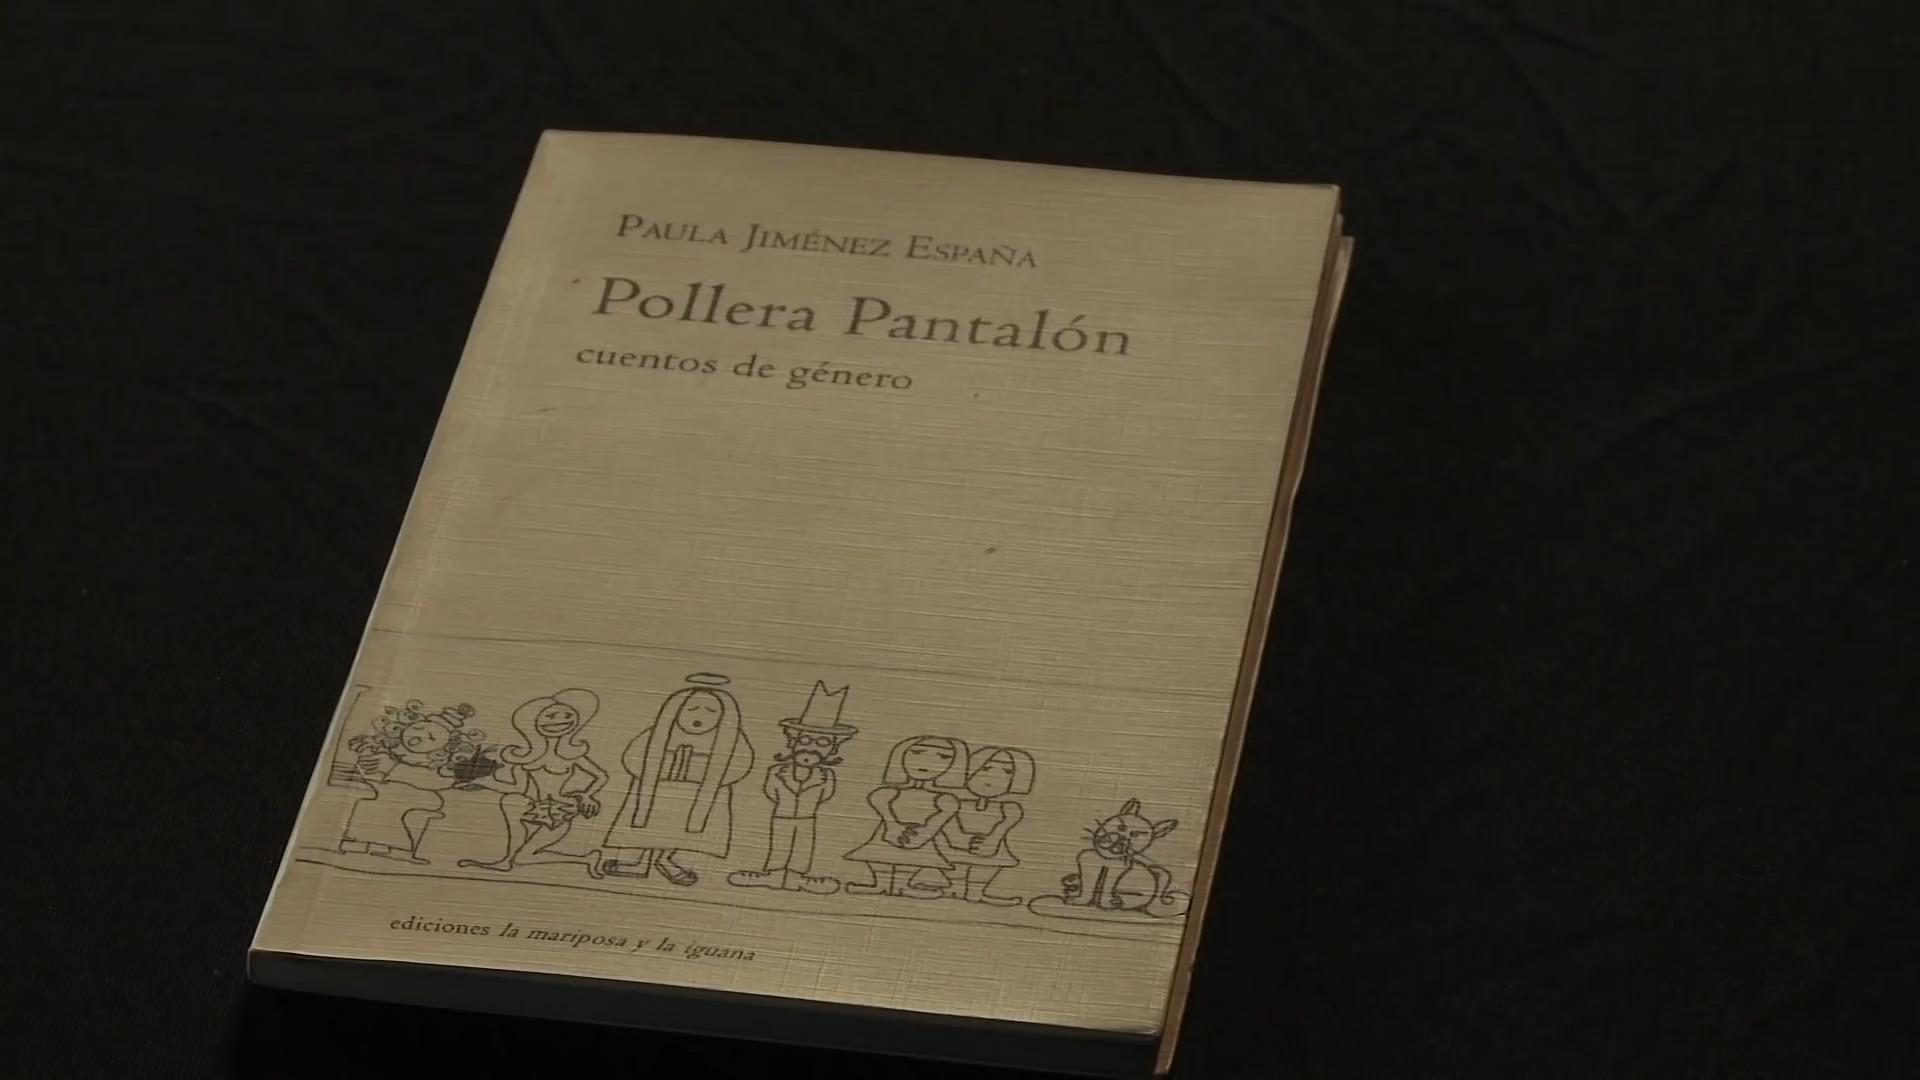 PAULA JIMÉNEZ ESPAÑA
Pollera Pantalón
cuentos de género
ediciones la mariposa y la iguana